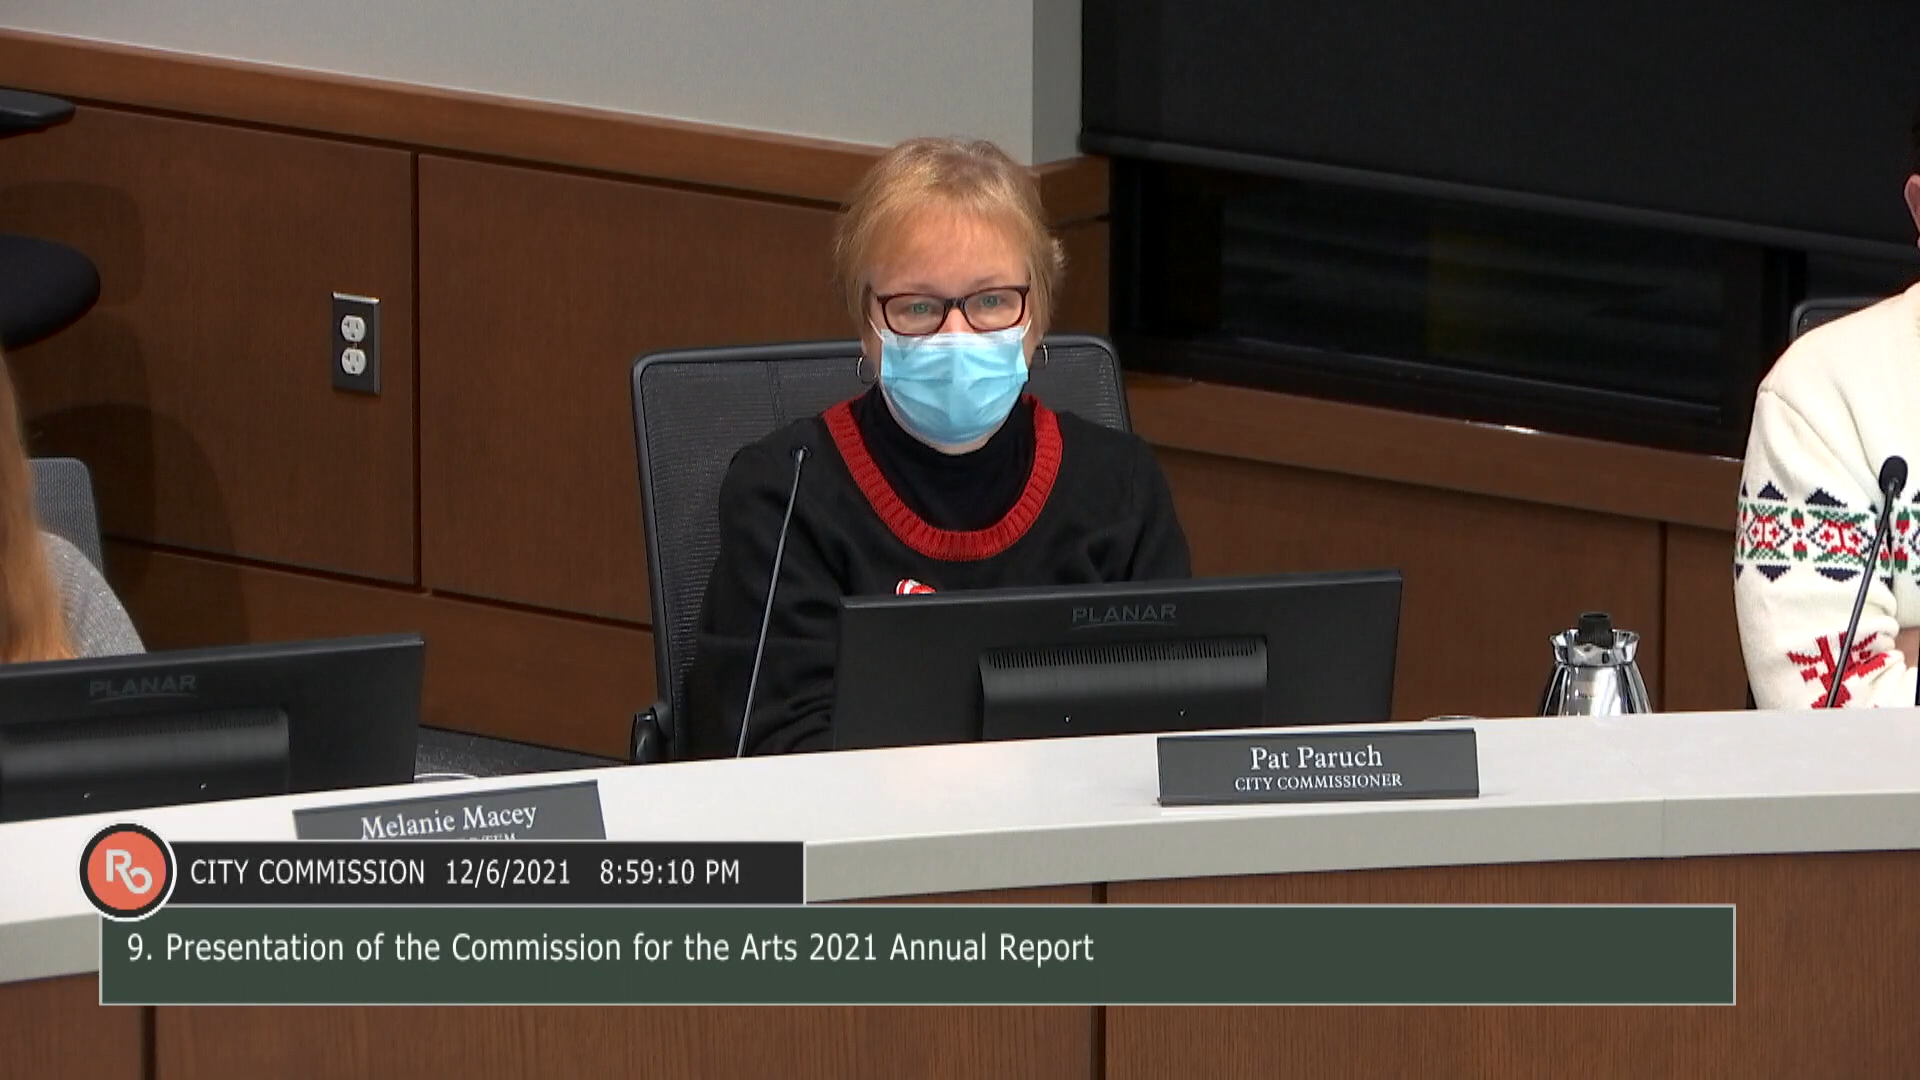 PLANAR
PLANAR
Pat Paruch
CITY COMMISSIONER
Melanie Macey
Ro
CITY COMMISSION 12/6/2021 8:59:10 PM
9. Presentation of the Commission for the Arts 2021 Annual Report